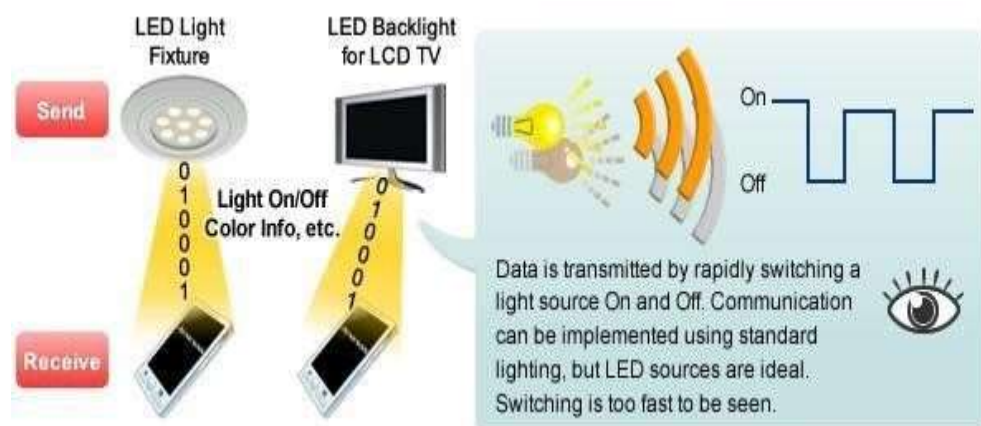 LED Light
Fixture
LED Backlight
for LCD TV
Send
0
1
0
0
0
1
Light On/Off
Color Info, etc.
0
1
0
0
0
1
Receive
On
Off
Data is transmitted by rapidly switching a
light source On and Off. Communication
can be implemented using standard
lighting, but LED sources are ideal.
Switching is too fast to be seen.